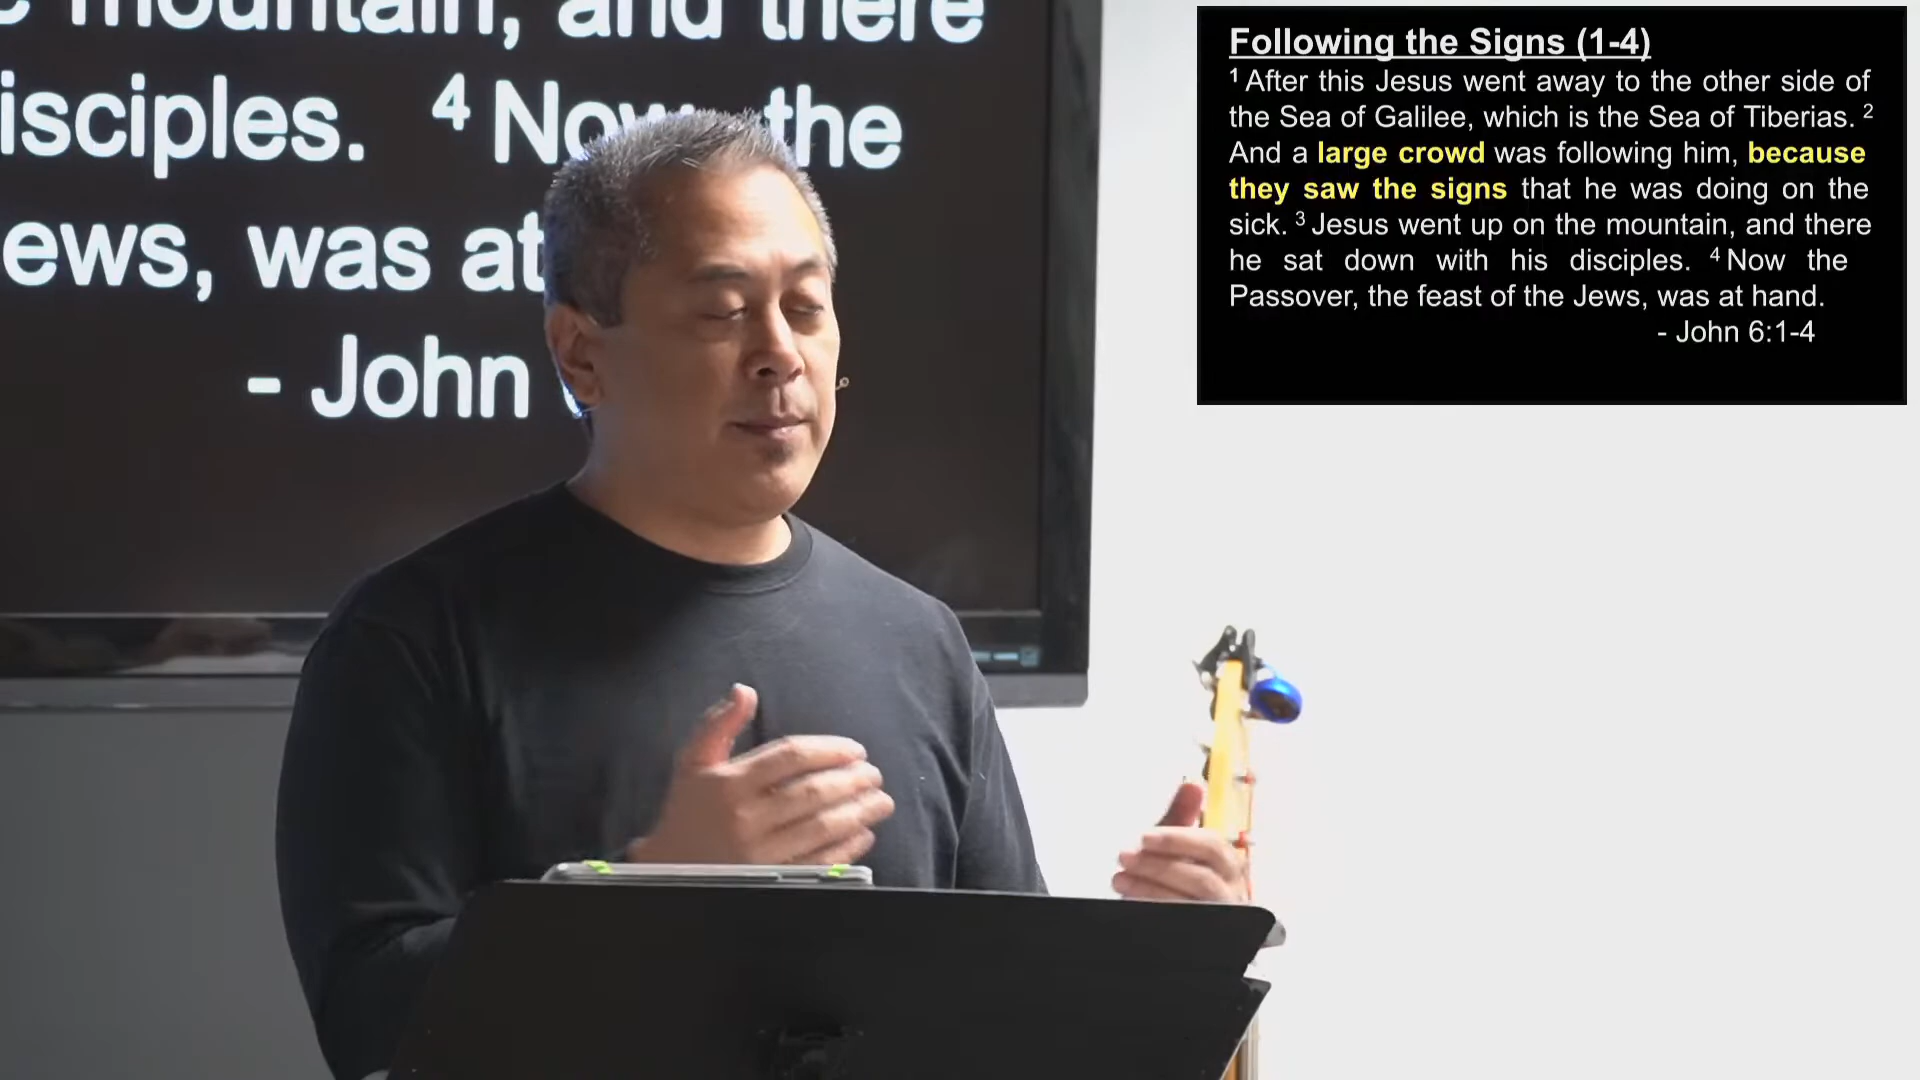 mountain, and there
isciples. ⁴ Now the
ews, was at
- John
Following the Signs (1-4)
¹ After this Jesus went away to the other side of
the Sea of Galilee, which is the Sea of Tiberias. ²
And a large crowd was following him, because
they saw the signs that he was doing on the
sick. ³ Jesus went up on the mountain, and there
he sat down with his disciples. ⁴ Now the
Passover, the feast of the Jews, was at hand.
- John 6:1-4